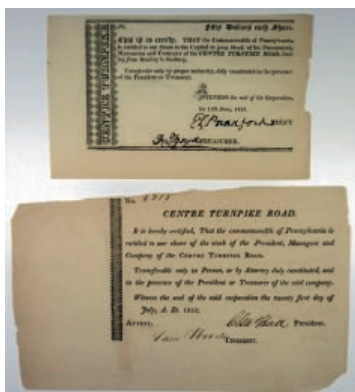 No. Fifty Dollars each Share.
This is to certify, THAT the Commonwealth of Pennsylvania,
is entitled to one Share in the Capital or joint Stock of the President,
Managers and Company of the CENTRE TURNPIKE ROAD, lead-
ing from Reading to Sunbury.
Transferable only by proper authority, duly constituted in the presence
of the President or Treasurer.
WITNESS the seal of the Corporation,
June,
TREASURER.
CENTRE TURNPIKE
No.
CENTRE TURNPIKE ROAD.
It is hereby certified, That the commonwealth of Pennsylvania is
entitled to one share of the stock of the President, Managers and
Company of the CENTRE TURNPIKE ROAD.
Transferable only in Person, or by Attorney duly constituted, and
in the presence of the President or Treasurer of the said company.
Witness the seal of the said corporation the twenty first day of
July, A. D. 1812.
ATTEST, President.
Treasurer.